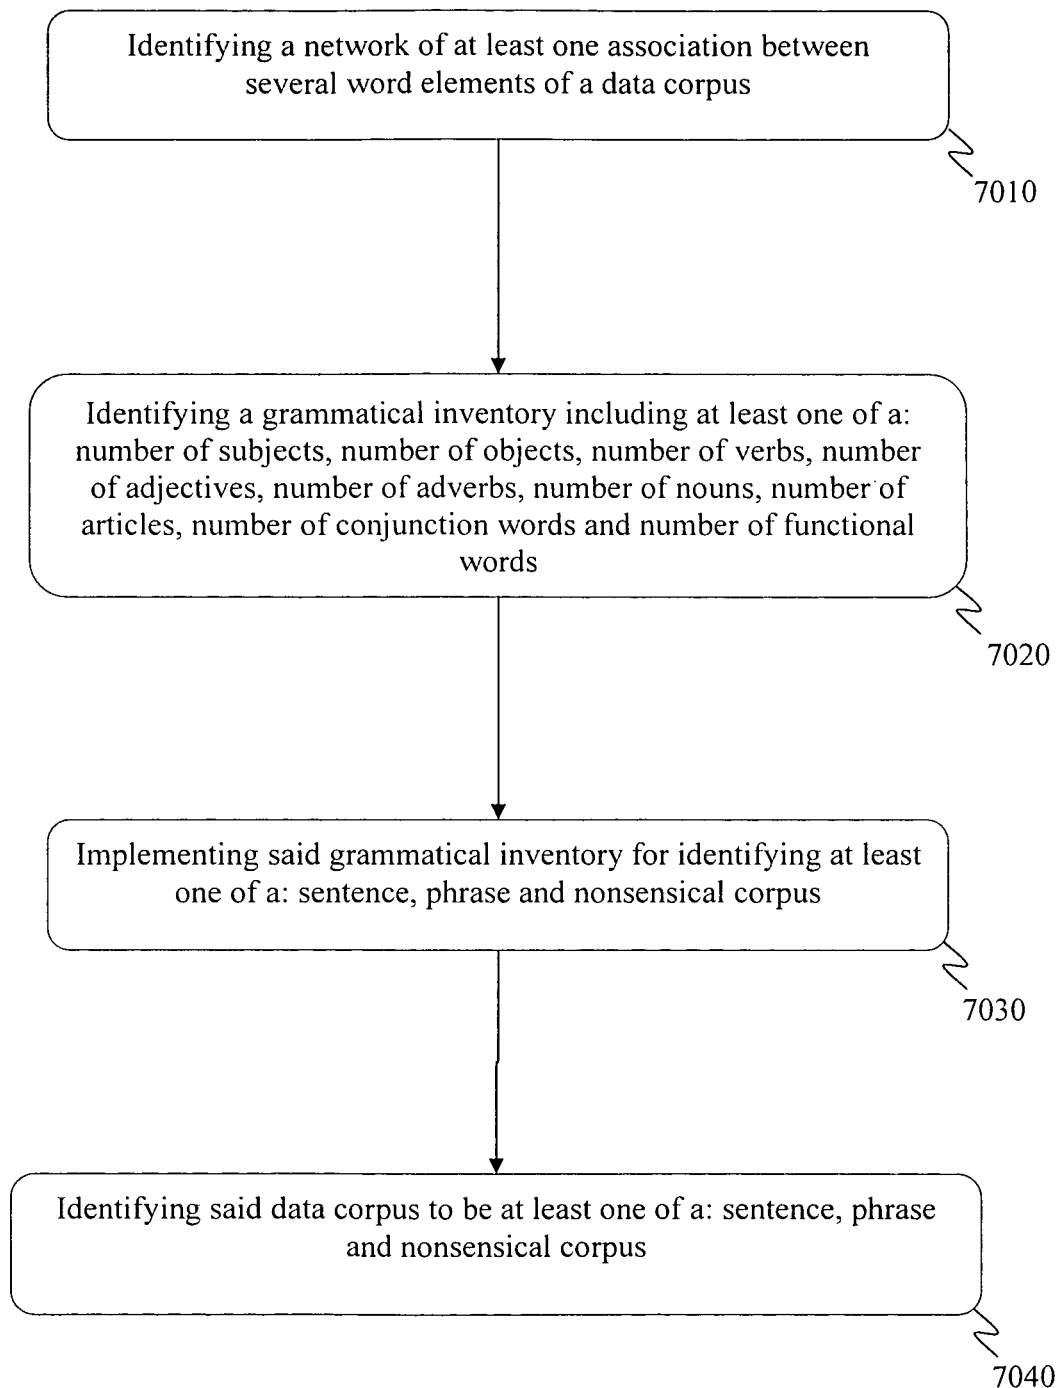 Identifying a network of at least one association between
several word elements of a data corpus
7010
Identifying a grammatical inventory including at least one of a:
number of subjects, number of objects, number of verbs, number
of adjectives, number of adverbs, number of nouns, number of
articles, number of conjunction words and number of functional
words
7020
Implementing said grammatical inventory for identifying at least
one of a: sentence, phrase and nonsensical corpus
7030
Identifying said data corpus to be at least one of a: sentence, phrase
and nonsensical corpus
7040